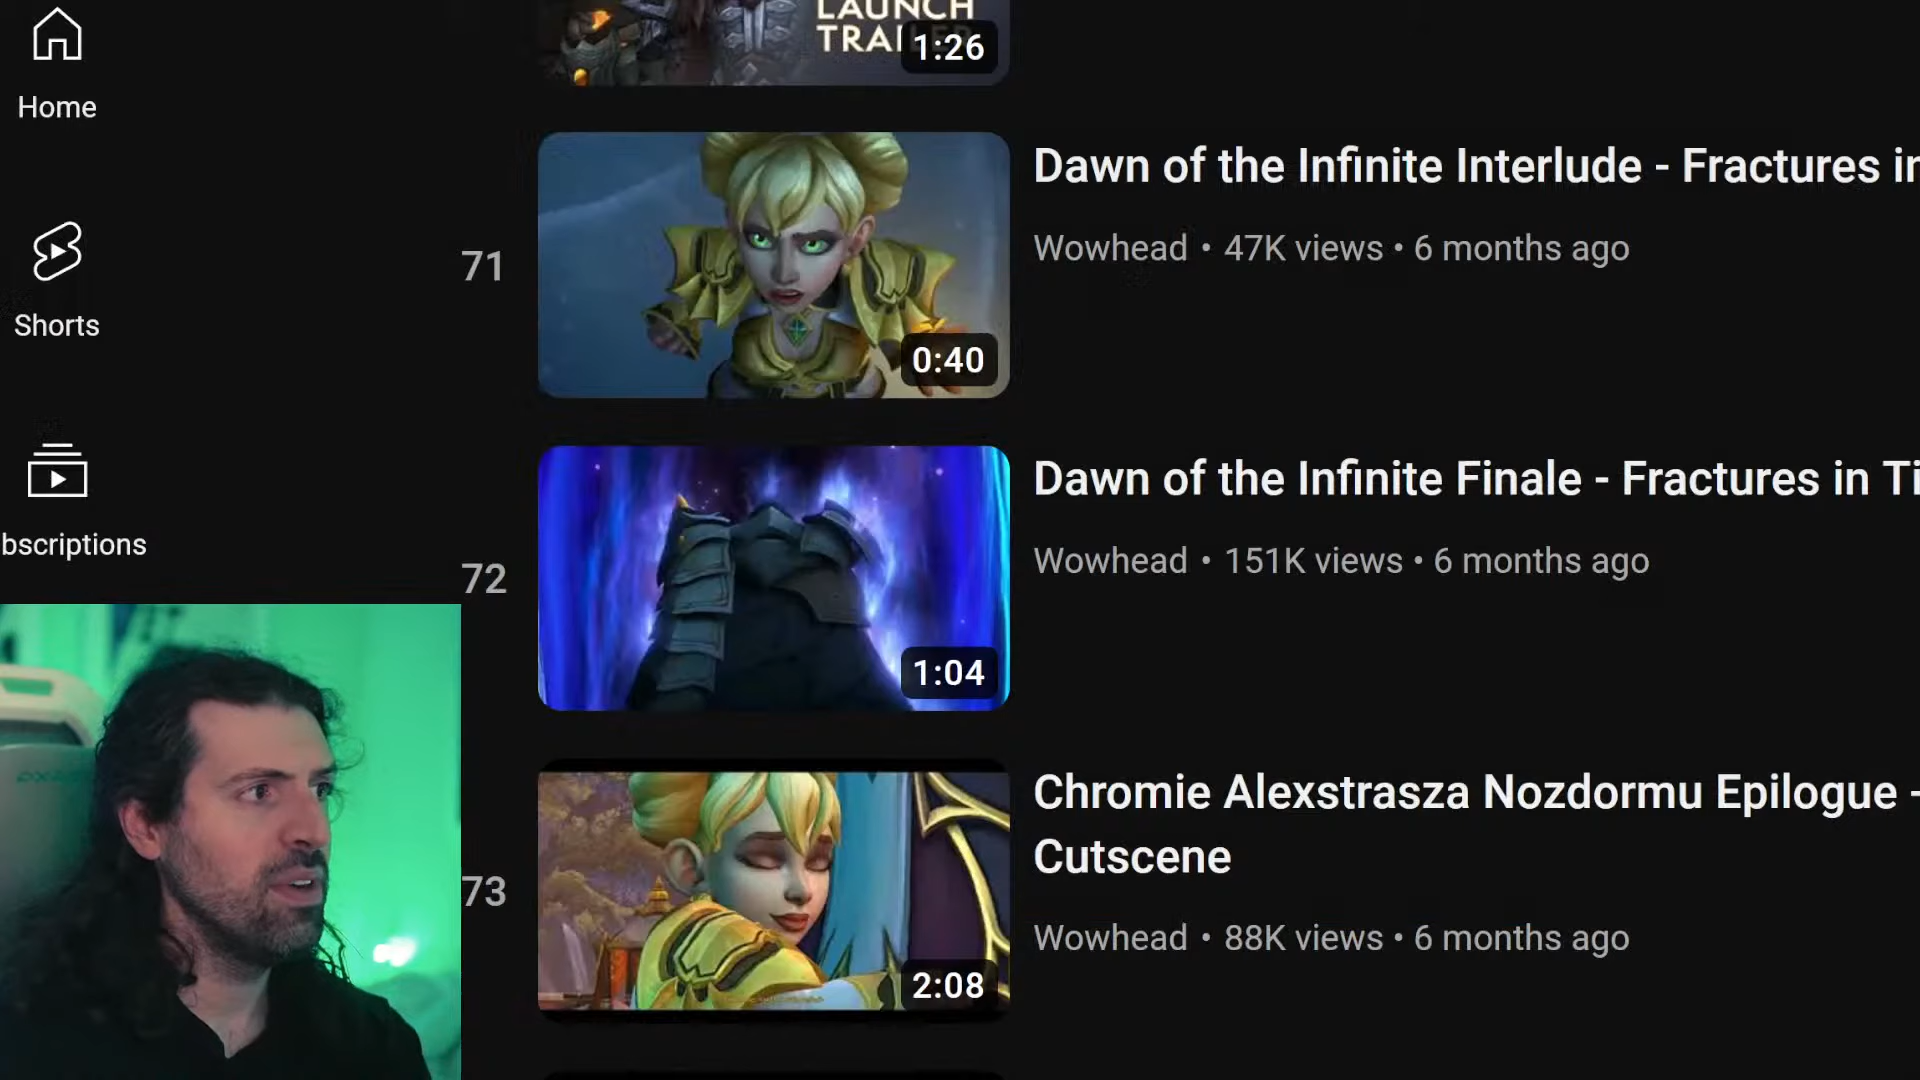 LAUNCH
TRAI
1:26
Home
Dawn of the Infinite Interlude - Fractures in
Wowhead • 47K views • 6 months ago
71
Shorts
0:40
Dawn of the Infinite Finale - Fractures in Ti
Wowhead • 151K views • 6 months ago
bscriptions
72
1:04
Chromie Alexstrasza Nozdormu Epilogue -
Cutscene
73
Wowhead • 88K views • 6 months ago
2:08